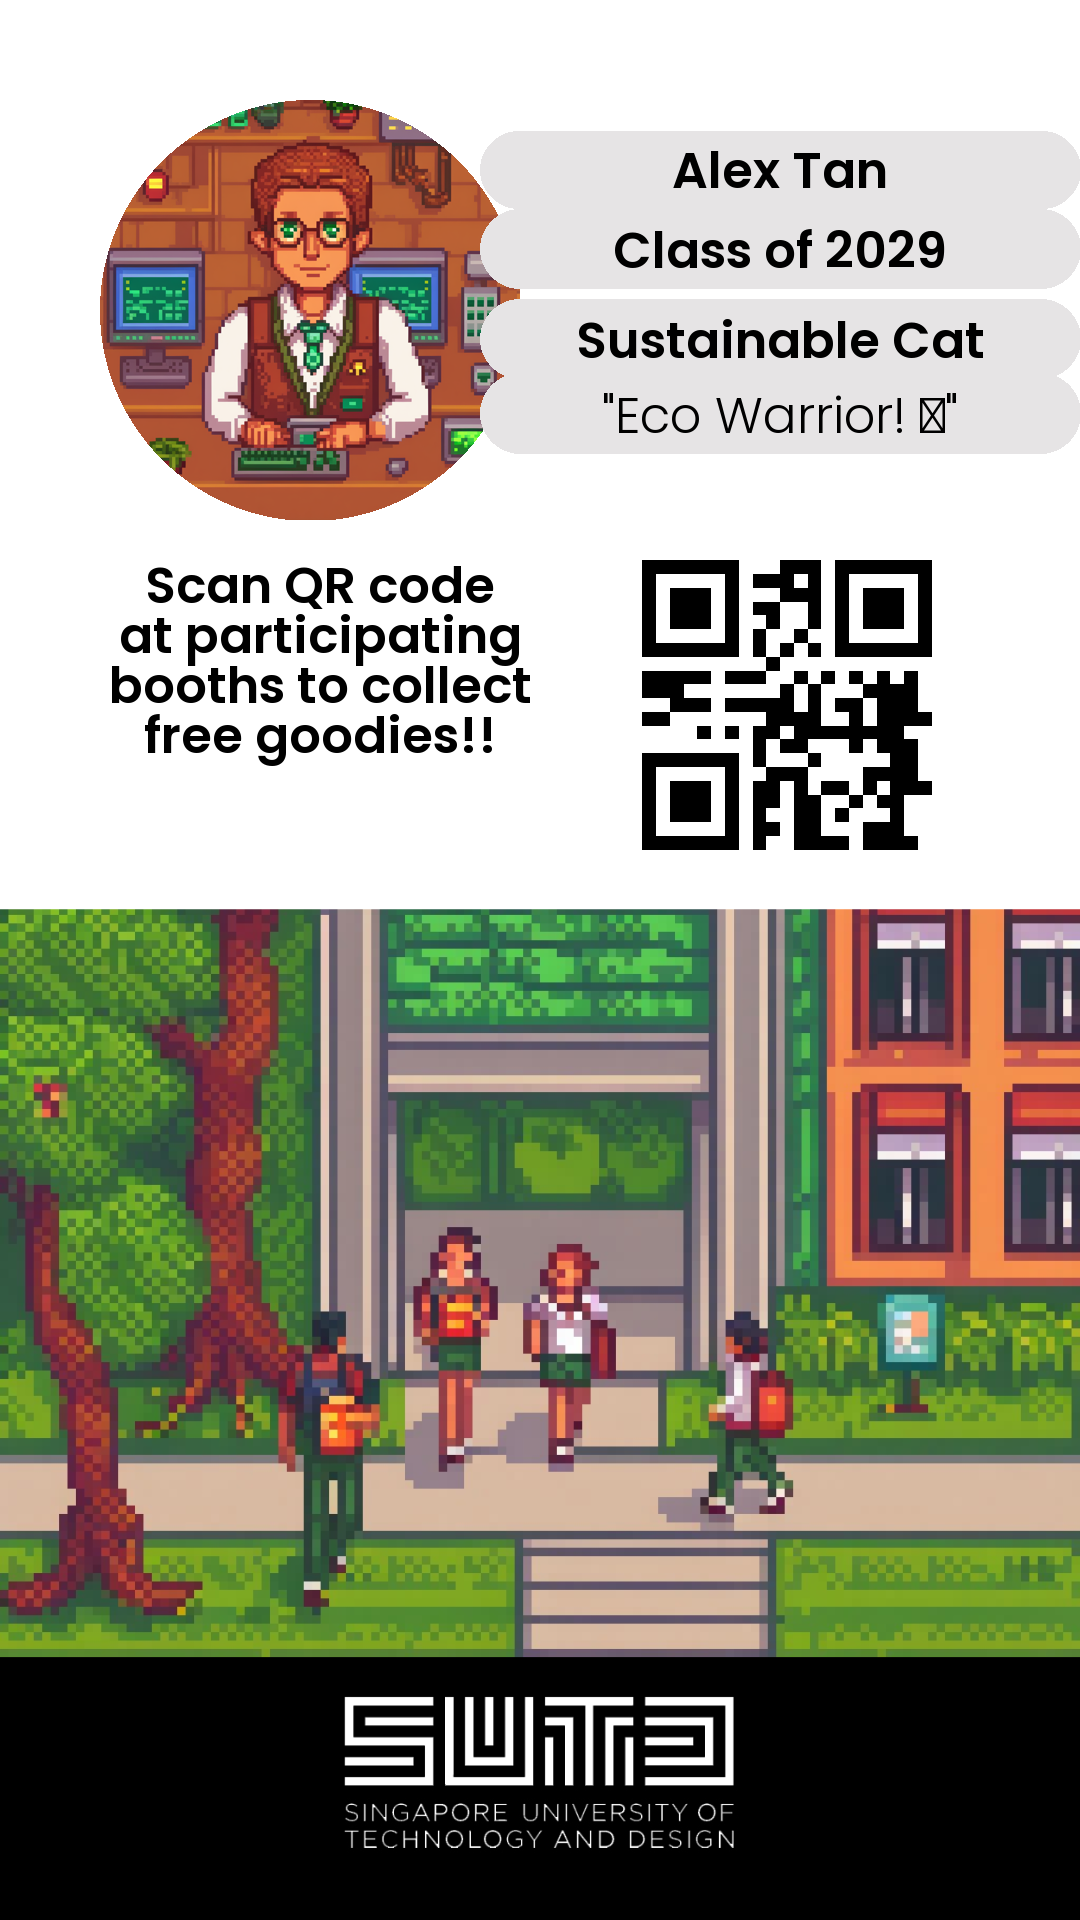 Alex Tan
Class of 2029
Sustainable Cat
"Eco Warrior! "
Scan QR code
at participating
booths to collect
free goodies!!
SUTD
SINGAPORE UNIVERSITY OF
TECHNOLOGY AND DESIGN